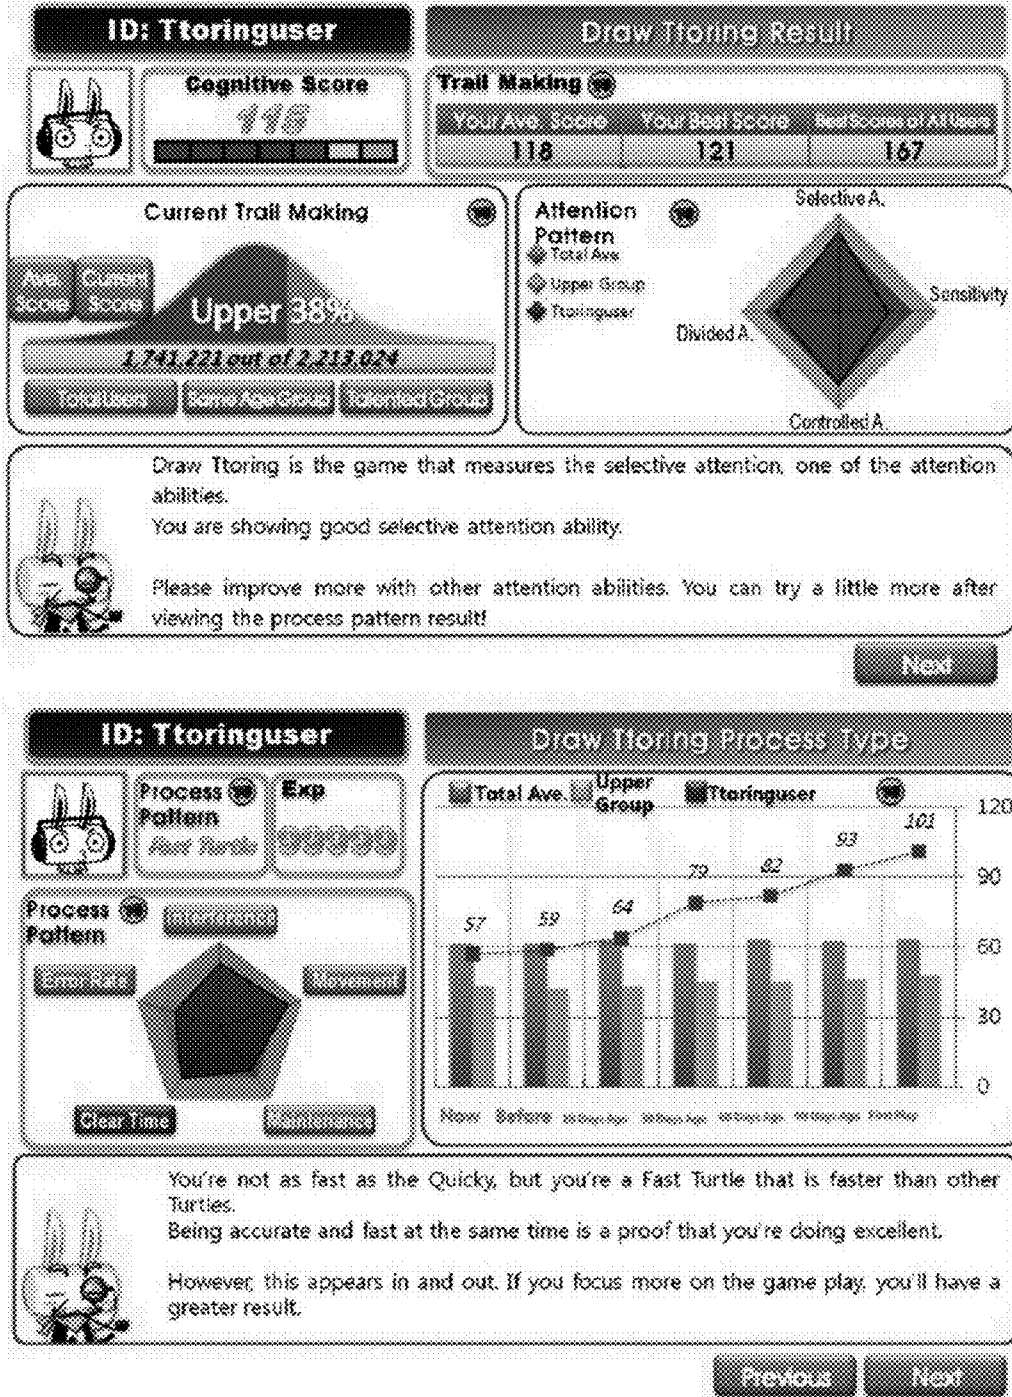 ID: Ttoringuser
Draw Ttoring Result
Cognitive Score
118
Trail Making
Your Ave. Score Your Best Score Best Scores of All Users
118 121 167
Current Trail Making
Ave. Score
Current Score
Upper 38%
1,741,221 out of 2,213,024
Total Users Same Age Group Talented Group
Attention
Pattern
Total Ave.
Upper Group
Ttoringuser
Selective A.
Sensitivity
Divided A.
Controlled A.
Draw Ttoring is the game that measures the selective attention, one of the attention
abilities.
You are showing good selective attention ability.
Please improve more with other attention abilities. You can try a little more after
viewing the process pattern result!
Next
ID: Ttoringuser
Draw Ttoring Process Type
Process
Pattern
Fast Turtle
Exp
99999
Total Ave.
Upper
Group
Ttoringuser
120
90
60
30
0
57 59 64 79 82 93 101
Now Before
Process
Pattern
Error Rate
Movement
Clear Time
Maintenance
You're not as fast as the Quicky, but you're a Fast Turtle that is faster than other
Turtles.
Being accurate and fast at the same time is a proof that you're doing excellent.
However, this appears in and out. If you focus more on the game play, you'll have a
greater result.
Previous Next